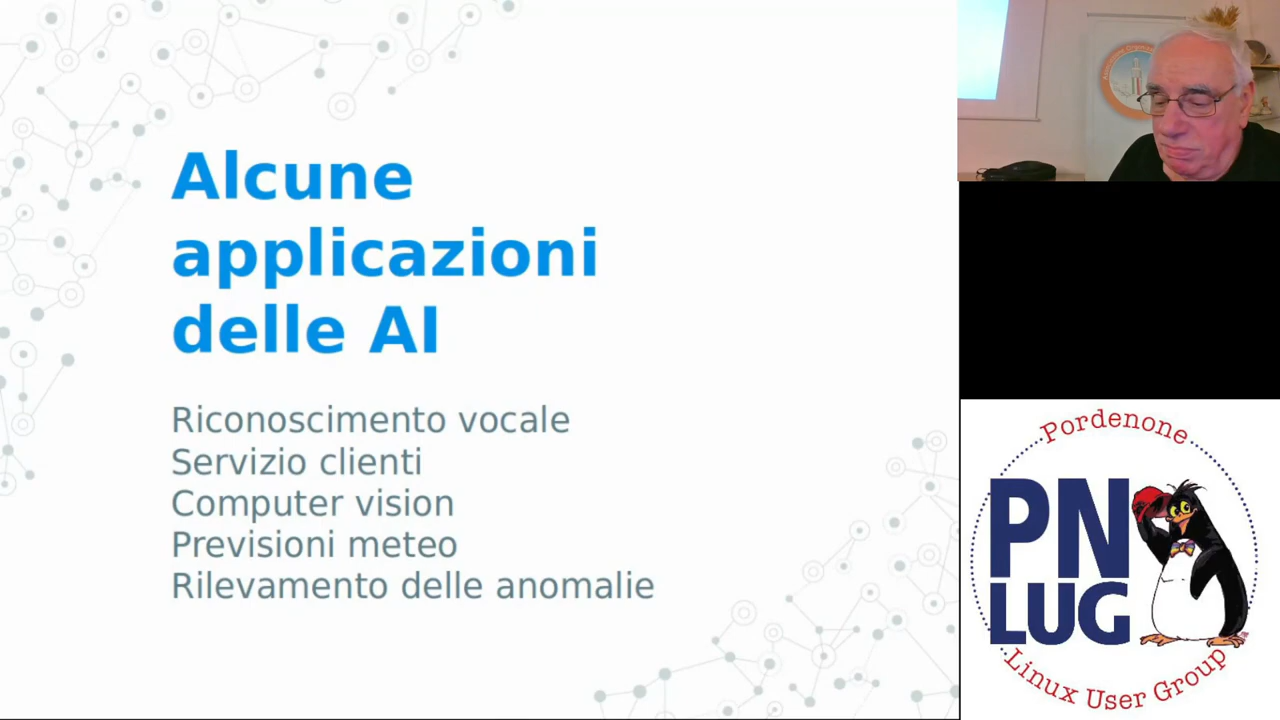 Alcune
applicazioni
delle AI
Riconoscimento vocale
Servizio clienti
Computer vision
Previsioni meteo
Rilevamento delle anomalie
Pordenone
PN
LUG
Linux User Group